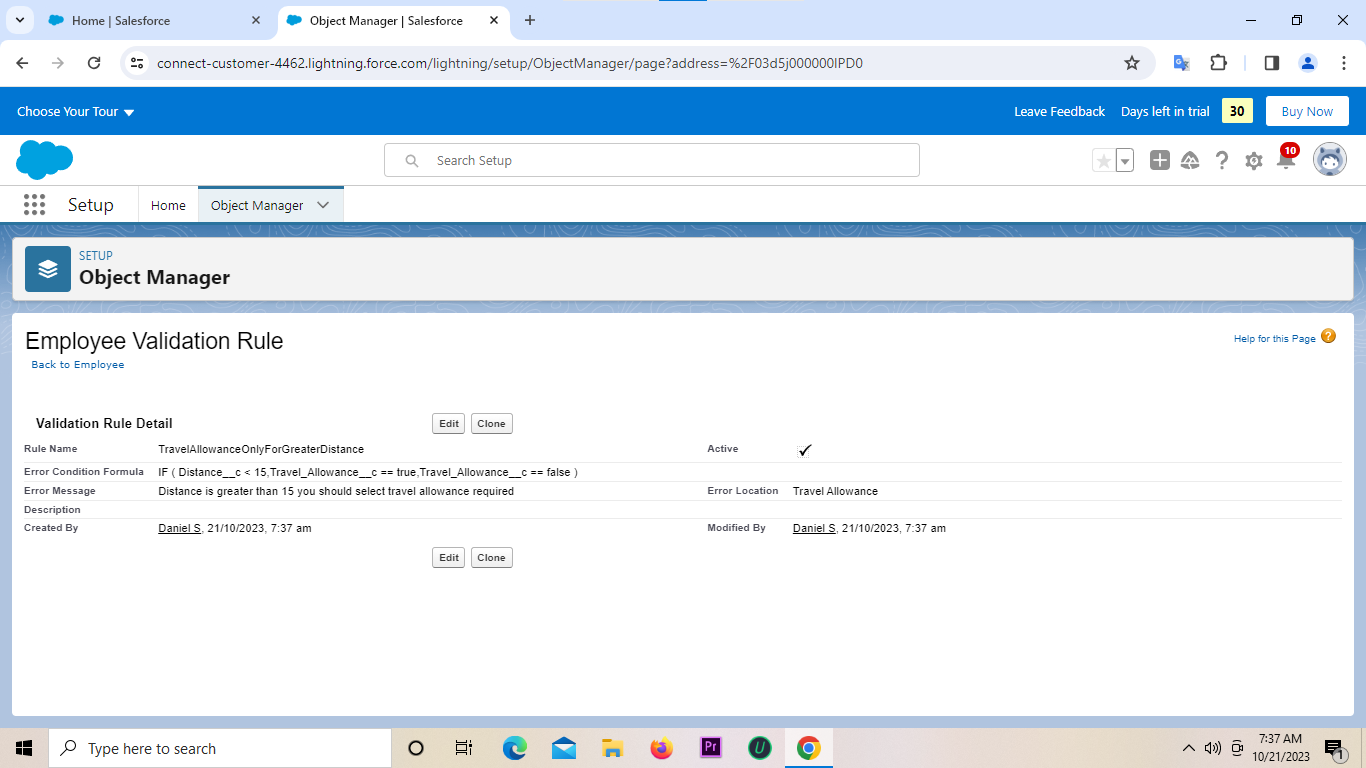 Home | Salesforce
Object Manager | Salesforce
connect-customer-4462.lightning.force.com/lightning/setup/ObjectManager/page?address=%2F03d5j000000IPD0
Choose Your Tour
Leave Feedback
Days left in trial
30
Buy Now
Search Setup
10
Setup
Home
Object Manager
SETUP
Object Manager
Employee Validation Rule
Help for this Page ?
Back to Employee
Validation Rule Detail
Edit
Clone
Rule Name TravelAllowanceOnlyForGreaterDistance Active
Error Condition Formula IF ( Distance__c < 15,Travel_Allowance__c == true,Travel_Allowance__c == false )
Error Message Distance is greater than 15 you should select travel allowance required Error Location Travel Allowance
Description
Created By Daniel S, 21/10/2023, 7:37 am Modified By Daniel S, 21/10/2023, 7:37 am
Edit
Clone
Type here to search
Pr
U
7:37 AM
10/21/2023
1